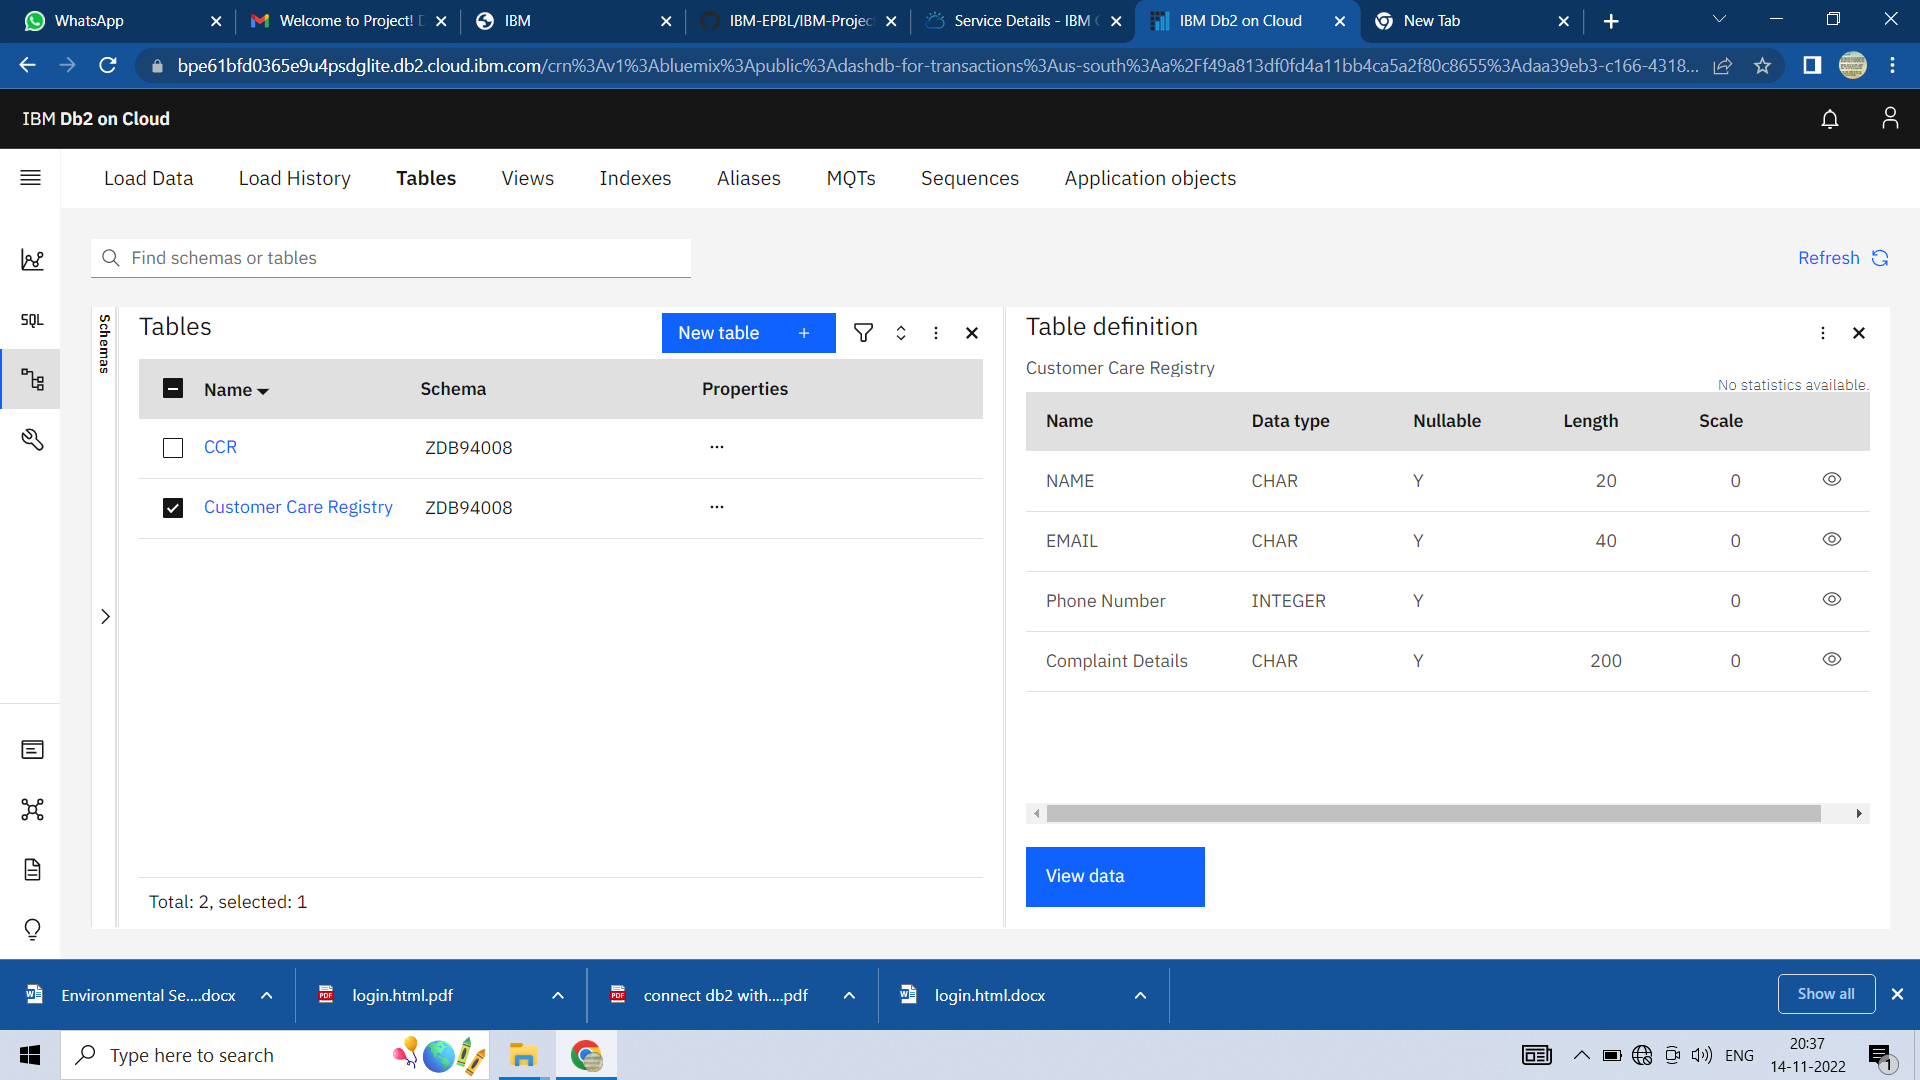 WhatsApp
Welcome to Project! D
IBM
IBM-EPBL/IBM-Project
Service Details - IBM C
IBM Db2 on Cloud
New Tab
bpe61bfd0365e9u4psdglite.db2.cloud.ibm.com/crn%3Av1%3Abluemix%3Apublic%3Adashdb-for-transactions%3Aus-south%3Aa%2Ff49a813df0fd4a11bb4ca5a2f80c8655%3Adaa39eb3-c166-4318...
IBM Db2 on Cloud
Load Data
Load History
Tables
Views
Indexes
Aliases
MQTs
Sequences
Application objects
SQL
Find schemas or tables
Refresh
Schemas
Tables
New table +
Name Schema Properties
CCR ZDB94008 ...
Customer Care Registry ZDB94008 ...
Total: 2, selected: 1
Table definition
Customer Care Registry
No statistics available.
Name Data type Nullable Length Scale
NAME CHAR Y 20 0
EMAIL CHAR Y 40 0
Phone Number INTEGER Y 0
Complaint Details CHAR Y 200 0
View data
Environmental Se....docx
PDF
login.html.pdf
PDF
connect db2 with....pdf
login.html.docx
Show all
Type here to search
ENG
20:37
14-11-2022
1